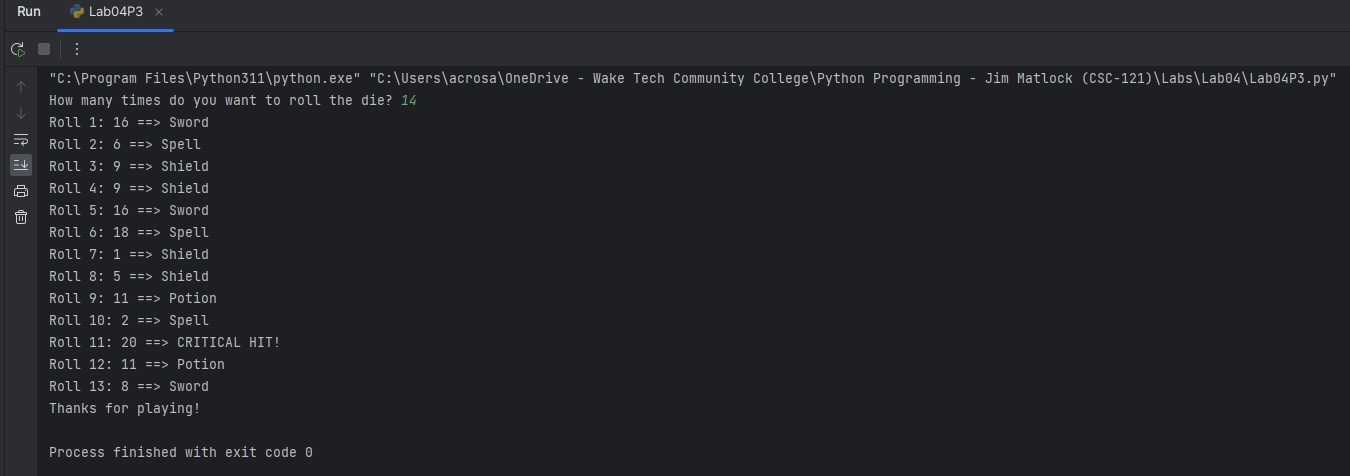 Run Lab04P3
"C:\Program Files\Python311\python.exe" "C:\Users\acrosa\OneDrive - Wake Tech Community College\Python Programming - Jim Matlock (CSC-121)\Labs\Lab04\Lab04P3.py"
How many times do you want to roll the die? 14
Roll 1: 16 ==> Sword
Roll 2: 6 ==> Spell
Roll 3: 9 ==> Shield
Roll 4: 9 ==> Shield
Roll 5: 16 ==> Sword
Roll 6: 18 ==> Spell
Roll 7: 1 ==> Shield
Roll 8: 5 ==> Shield
Roll 9: 11 ==> Potion
Roll 10: 2 ==> Spell
Roll 11: 20 ==> CRITICAL HIT!
Roll 12: 11 ==> Potion
Roll 13: 8 ==> Sword
Thanks for playing!
Process finished with exit code 0